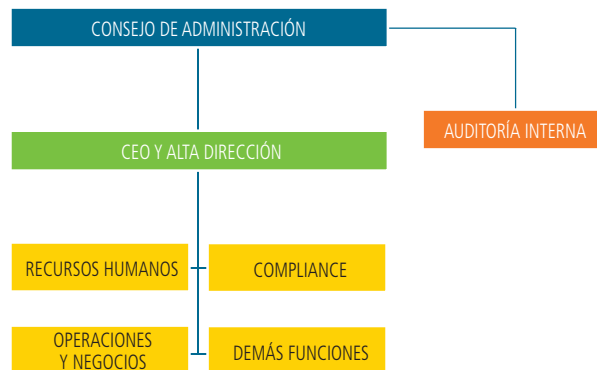 CONSEJO DE ADMINISTRACIÓN
AUDITORÍA INTERNA
CEO Y ALTA DIRECCIÓN
RECURSOS HUMANOS
COMPLIANCE
OPERACIONES
Y NEGOCIOS
DEMÁS FUNCIONES